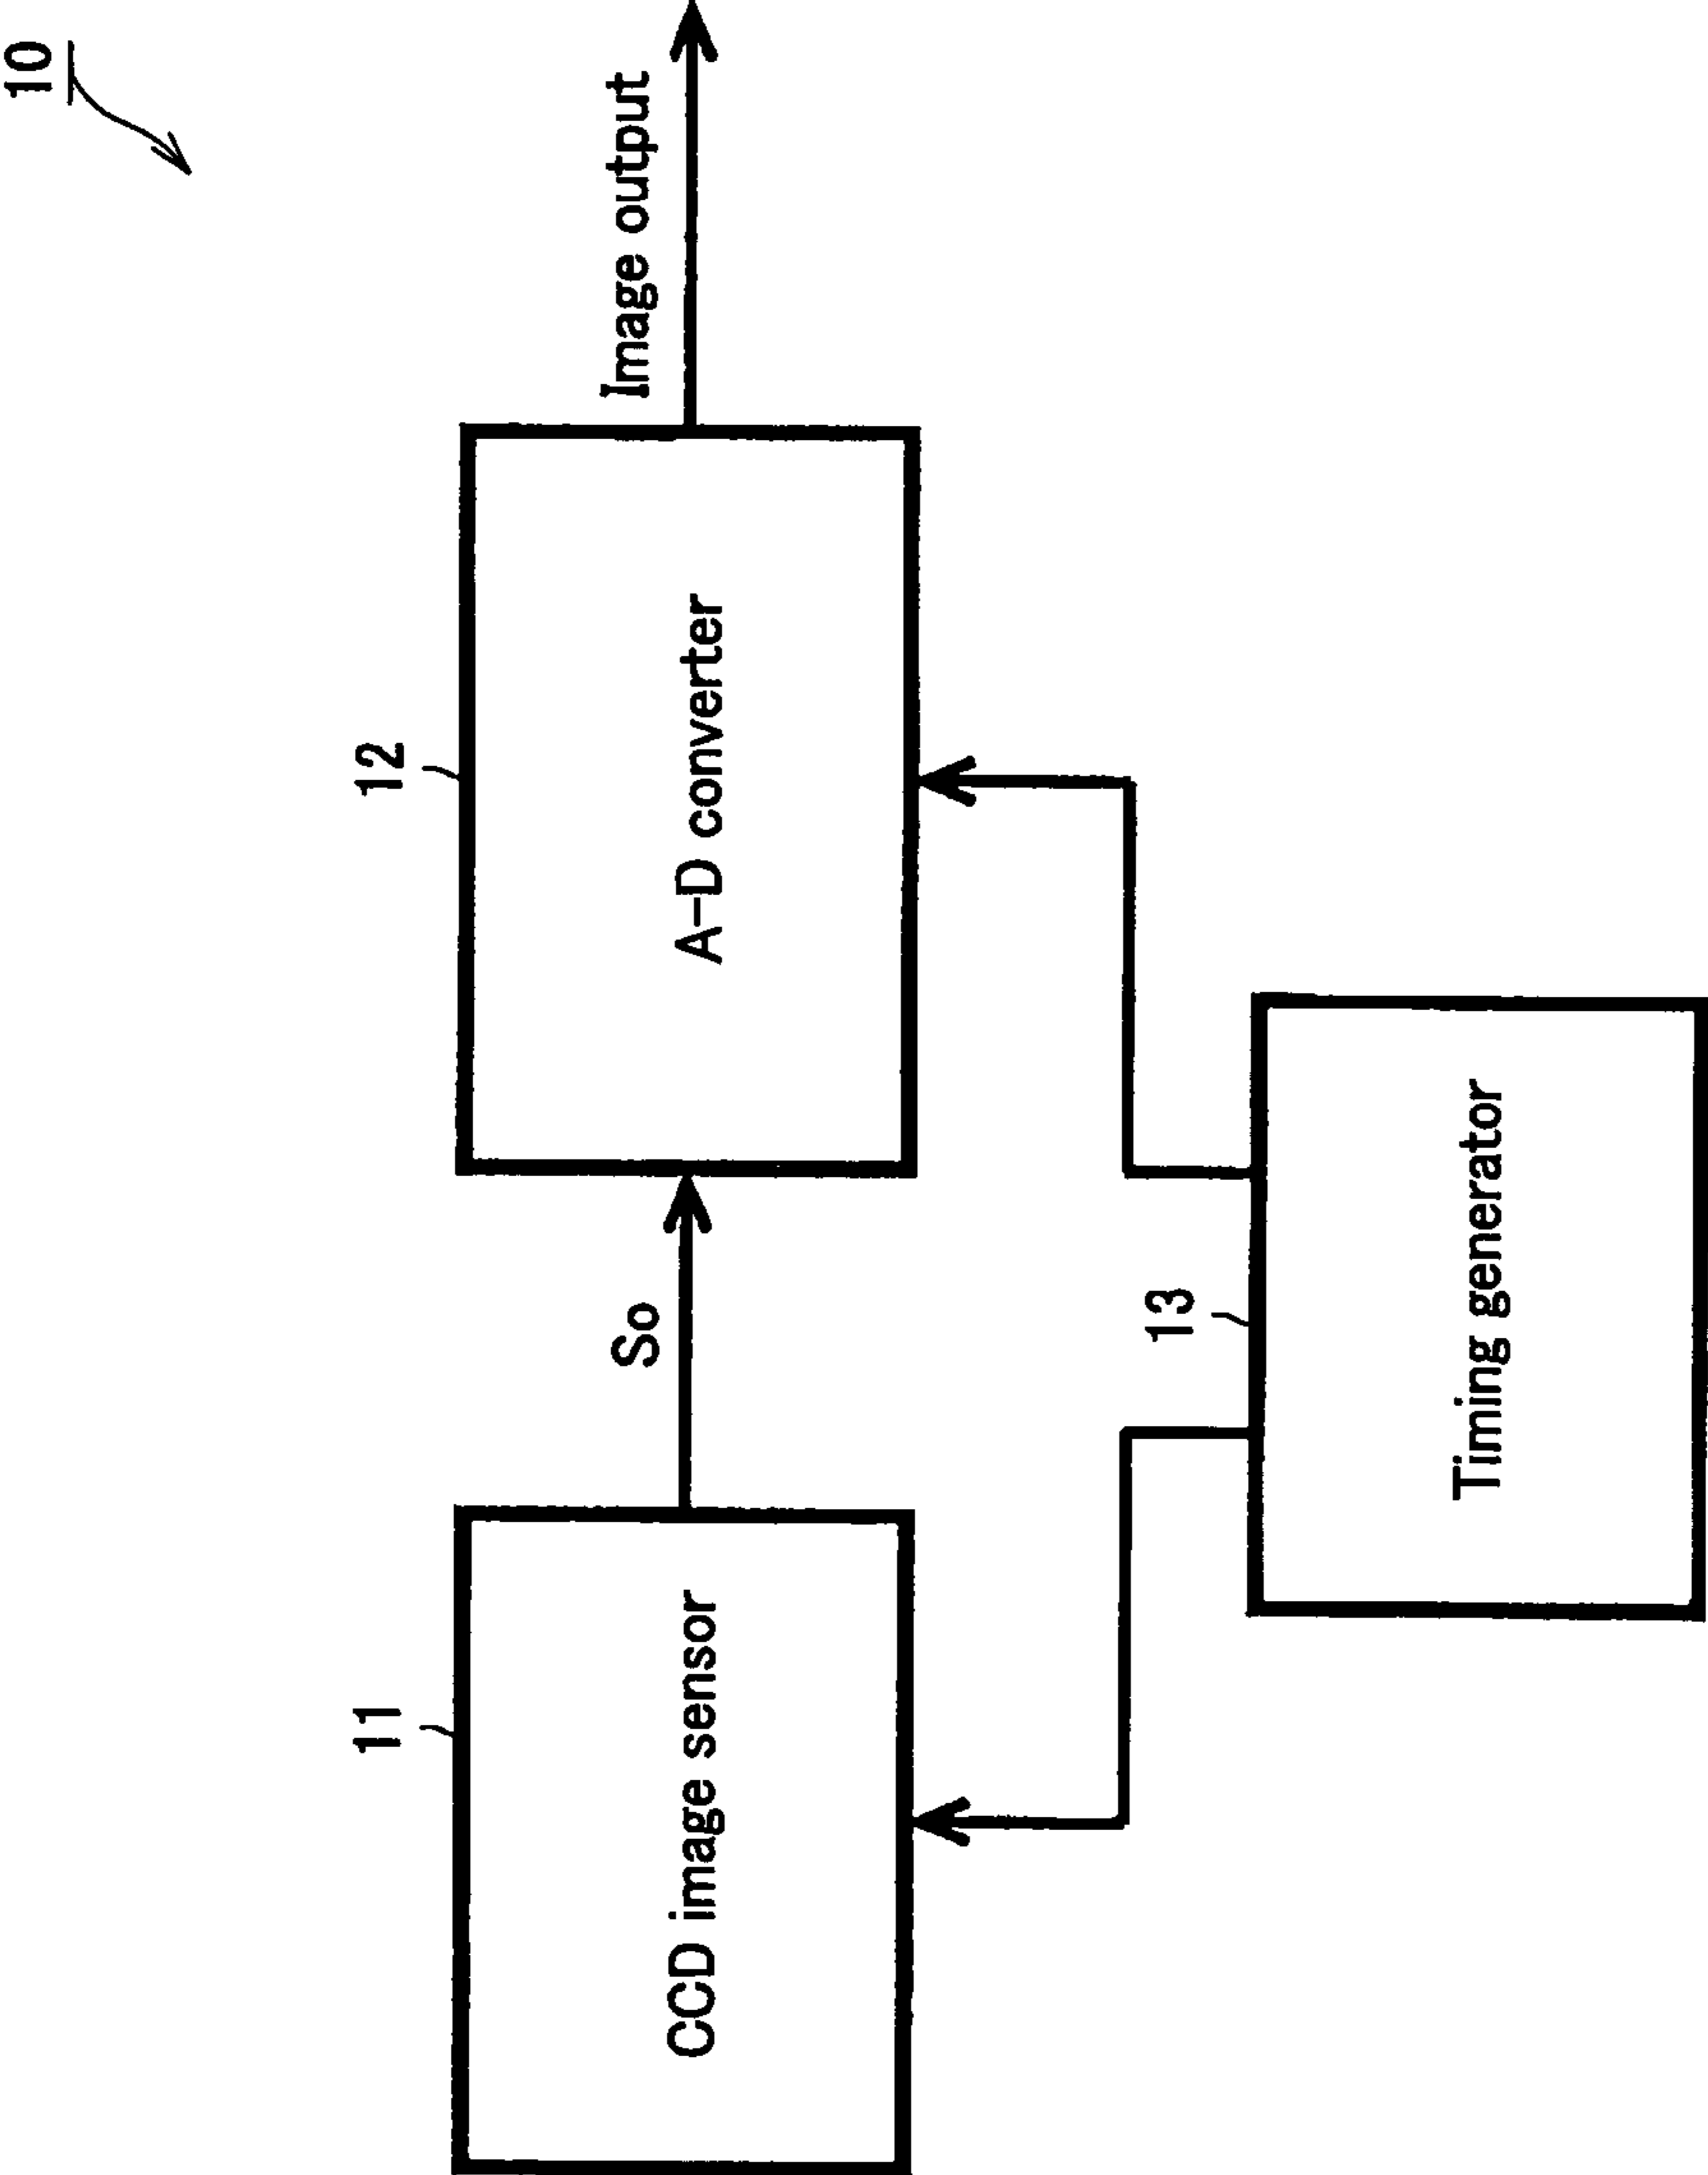 10
11
CCD image sensor
So
12
A-D converter
Image output
13
Timing generator